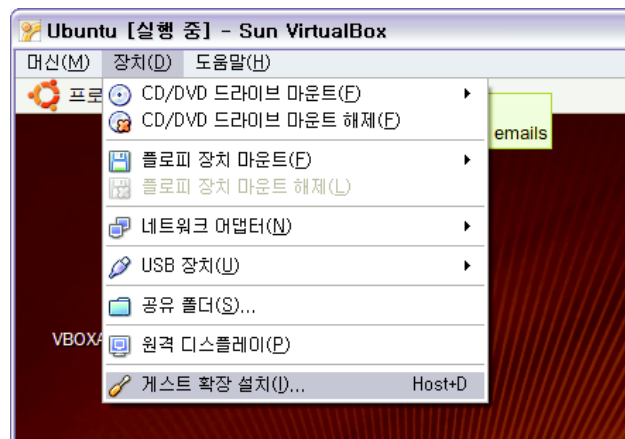 Ubuntu [실행 중] - Sun VirtualBox
머신(M) 장치(D) 도움말(H)
프로
CD/DVD 드라이브 마운트(F)
CD/DVD 드라이브 마운트 해제(F)
emails
플로피 장치 마운트(F)
플로피 장치 마운트 해제(L)
네트워크 어댑터(N)
USB 장치(U)
공유 폴더(S)...
원격 디스플레이(P)
VBOXA
게스트 확장 설치(I)... Host+D